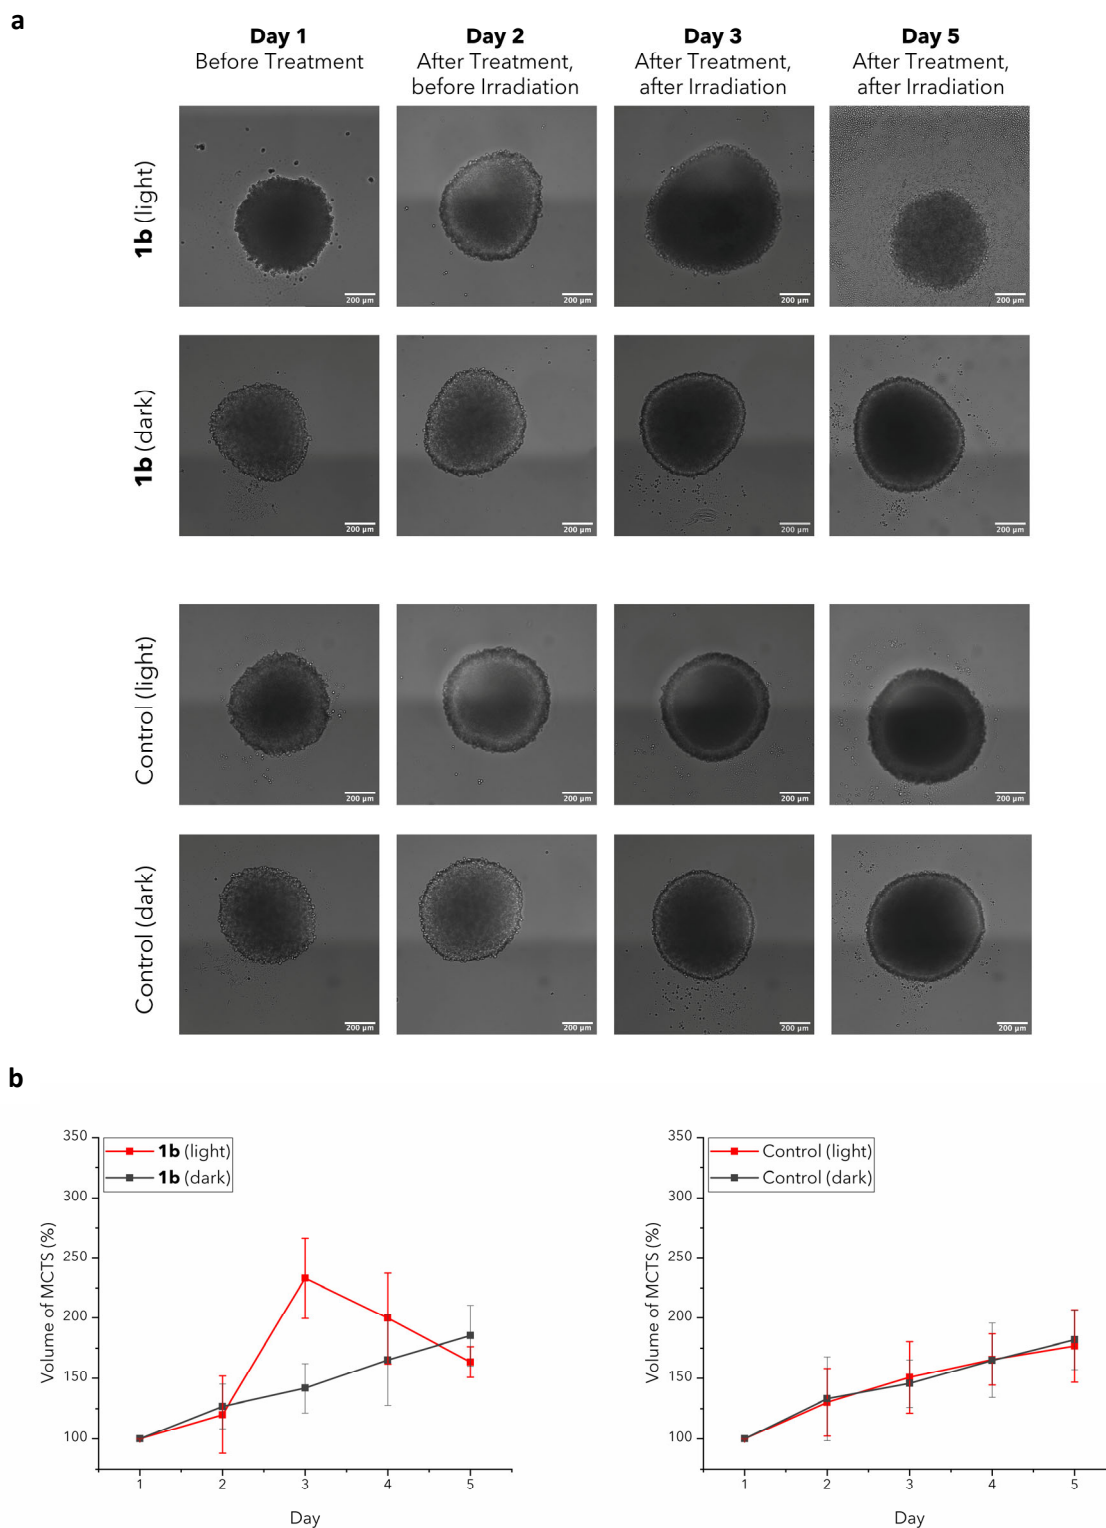 a
Day 1
Before Treatment
Day 2
After Treatment,
before Irradiation
Day 3
After Treatment,
after Irradiation
Day 5
After Treatment,
after Irradiation
1b (light)
200 µm
200 µm
200 µm
200 µm
1b (dark)
200 µm
200 µm
200 µm
200 µm
Control (light)
200 µm
200 µm
200 µm
200 µm
Control (dark)
200 µm
200 µm
200 µm
200 µm
b
Volume of MCTS (%)
350
300
250
200
150
100
1b (light)
1b (dark)
1
2
3
4
5
Day
Volume of MCTS (%)
350
300
250
200
150
100
Control (light)
Control (dark)
1
2
3
4
5
Day